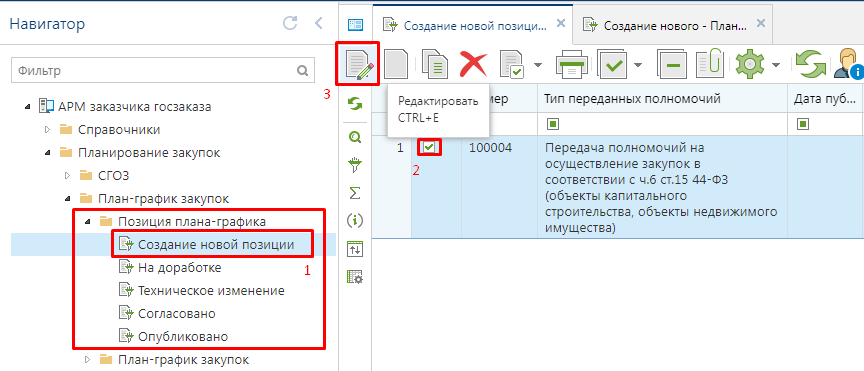 Навигатор
Фильтр
АРМ заказчика госзаказа
Справочники
Планирование закупок
СГОЗ
План-график закупок
Позиция плана-графика
Создание новой позиции
1
На доработке
Техническое изменение
Согласовано
Опубликовано
План-график закупок
Создание новой позици...
Создание нового - План...
3
Редактировать
CTRL+E
мер
Тип переданных полномочий
Дата пуб...
1
2
100004
Передача полномочий на
осуществление закупок в
соответствии с ч.6 ст.15 44-ФЗ
(объекты капитального
строительства, объекты недвижимого
имущества)